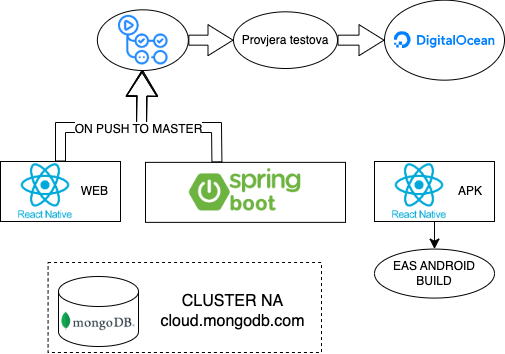 Provjera testova
DigitalOcean
ON PUSH TO MASTER
React Native
WEB
spring
boot
React Native
APK
EAS ANDROID
BUILD
mongoDB.
CLUSTER NA
cloud.mongodb.com